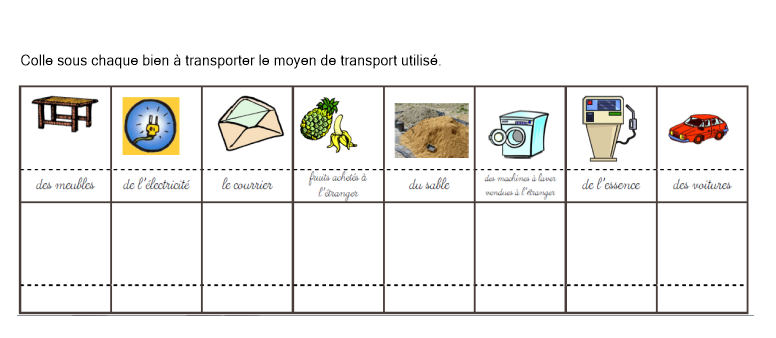 Colle sous chaque bien à transporter le moyen de transport utilisé.
des meubles
de l'électricité
le courrier
fruits achetés à
l'étranger
du sable
des machines à laver
vendues à l'étranger
de l'essence
des voitures